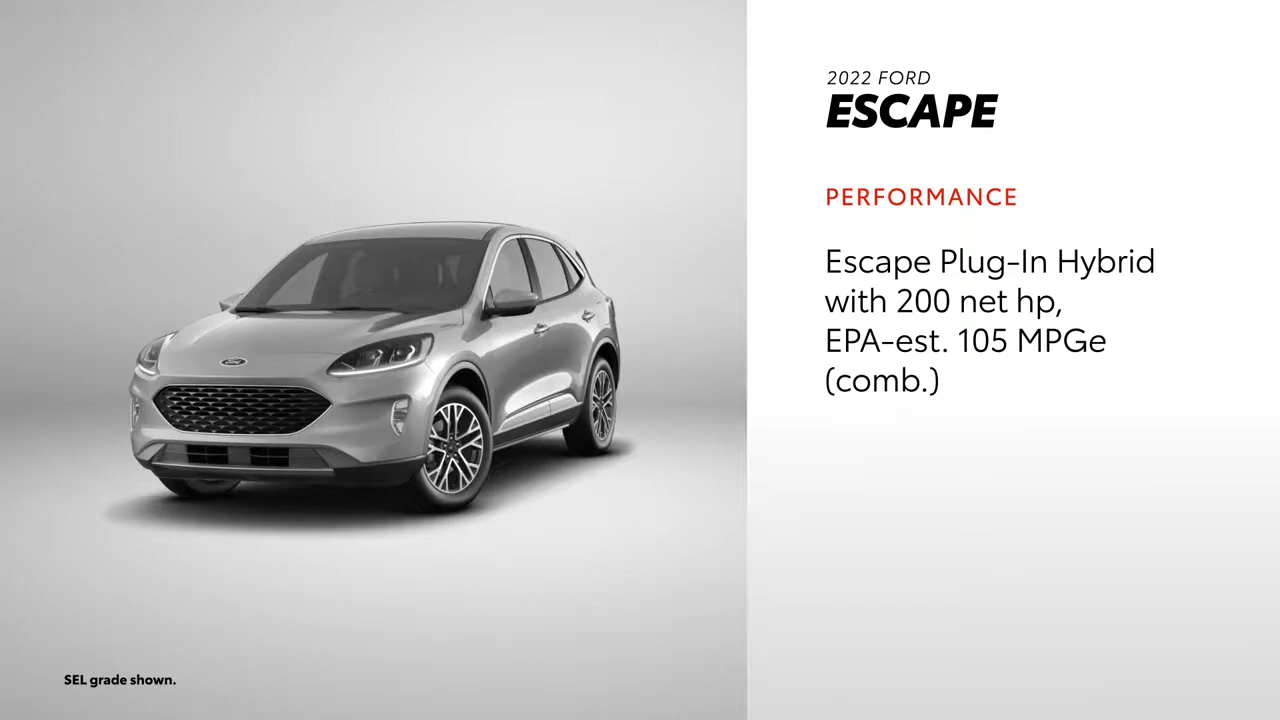 2022 FORD
ESCAPE
PERFORMANCE
Escape Plug-In Hybrid
with 200 net hp,
EPA-est. 105 MPGe
(comb.)
Ford
SEL grade shown.